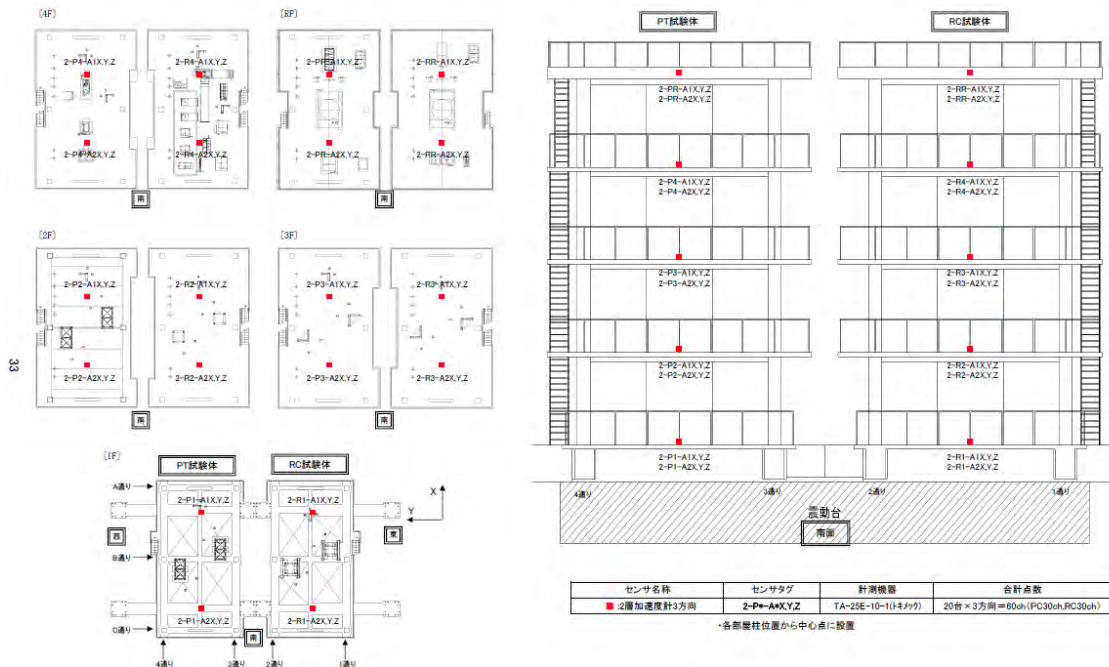 [4F]
[RF]
2-P4-A1X,Y,Z
2-R4-A1X,Y,Z
2-PR-A1X,Y,Z
2-RR-A1X,Y,Z
2-P4-A2X,Y,Z
2-R4-A2X,Y,Z
2-PR-A2X,Y,Z
2-RR-A2X,Y,Z
南
南
[2F]
[3F]
2-P2-A1X,Y,Z
2-R2-A1X,Y,Z
2-P3-A1X,Y,Z
2-R3-A1X,Y,Z
2-P2-A2X,Y,Z
2-R2-A2X,Y,Z
2-P3-A2X,Y,Z
2-R3-A2X,Y,Z
南
南
33
[1F]
PT試験体
RC試験体
A通り
2-P1-A1X,Y,Z
2-R1-A1X,Y,Z
X
Y
西
東
B通り
2-P1-A2X,Y,Z
2-R1-A2X,Y,Z
C通り
南
4通り
3通り
2通り
1通り
PT試験体
RC試験体
2-PR-A1X,Y,Z
2-PR-A2X,Y,Z
2-RR-A1X,Y,Z
2-RR-A2X,Y,Z
2-P4-A1X,Y,Z
2-P4-A2X,Y,Z
2-R4-A1X,Y,Z
2-R4-A2X,Y,Z
2-P3-A1X,Y,Z
2-P3-A2X,Y,Z
2-R3-A1X,Y,Z
2-R3-A2X,Y,Z
2-P2-A1X,Y,Z
2-P2-A2X,Y,Z
2-R2-A1X,Y,Z
2-R2-A2X,Y,Z
2-P1-A1X,Y,Z
2-P1-A2X,Y,Z
2-R1-A1X,Y,Z
2-R1-A2X,Y,Z
4通り
3通り
2通り
1通り
震動台
南面
センサ名称 センサタグ 計測機器 合計点数
:2層加速度計3方向 2-P*-A*X,Y,Z TA-25E-10-1(トキメック) 20台×3方向=60ch(PC30ch,RC30ch)
・各部屋柱位置から中心点に設置